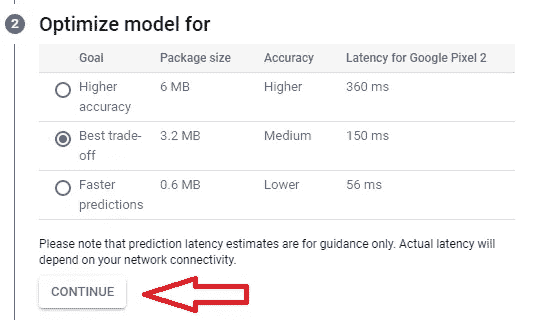 2 Optimize model for
Goal Package size Accuracy Latency for Google Pixel 2
Higher 6 MB Higher 360 ms
accuracy
Best trade- 3.2 MB Medium 150 ms
off
Faster 0.6 MB Lower 56 ms
predictions
Please note that prediction latency estimates are for guidance only. Actual latency will
depend on your network connectivity.
CONTINUE